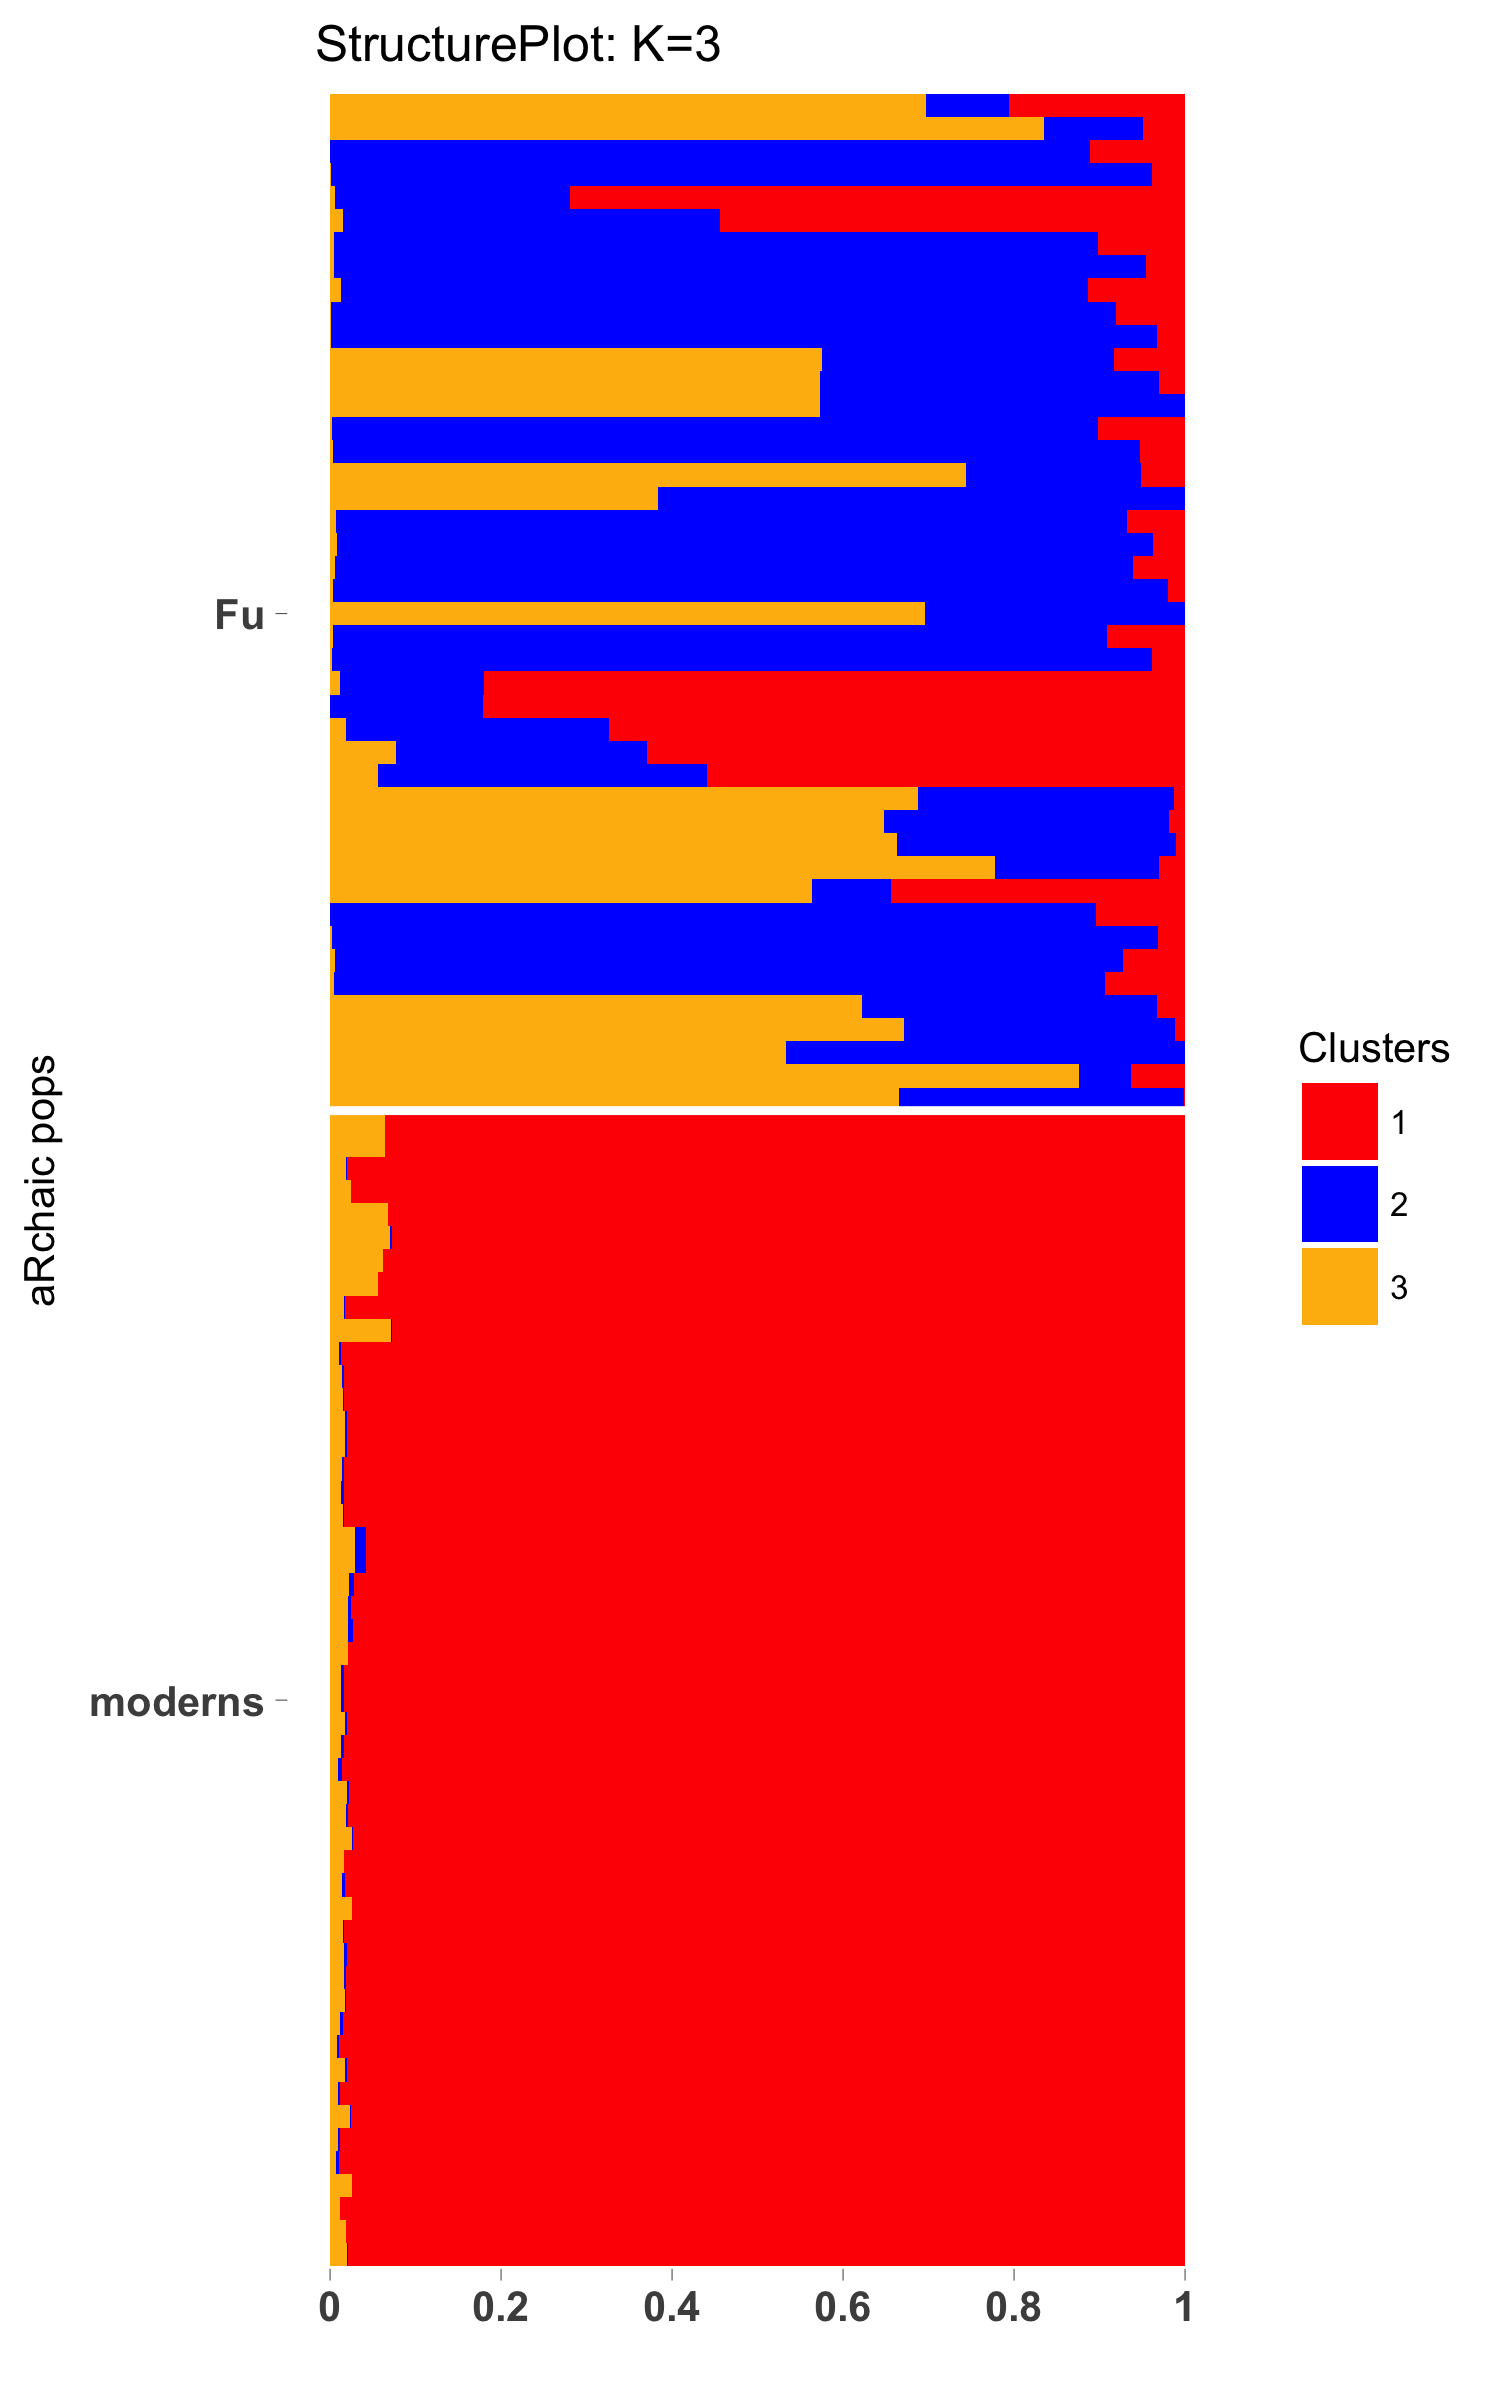 StructurePlot: K=3
Fu
moderns
aRchaic pops
0 0.2 0.4 0.6 0.8 1
Clusters
1
2
3